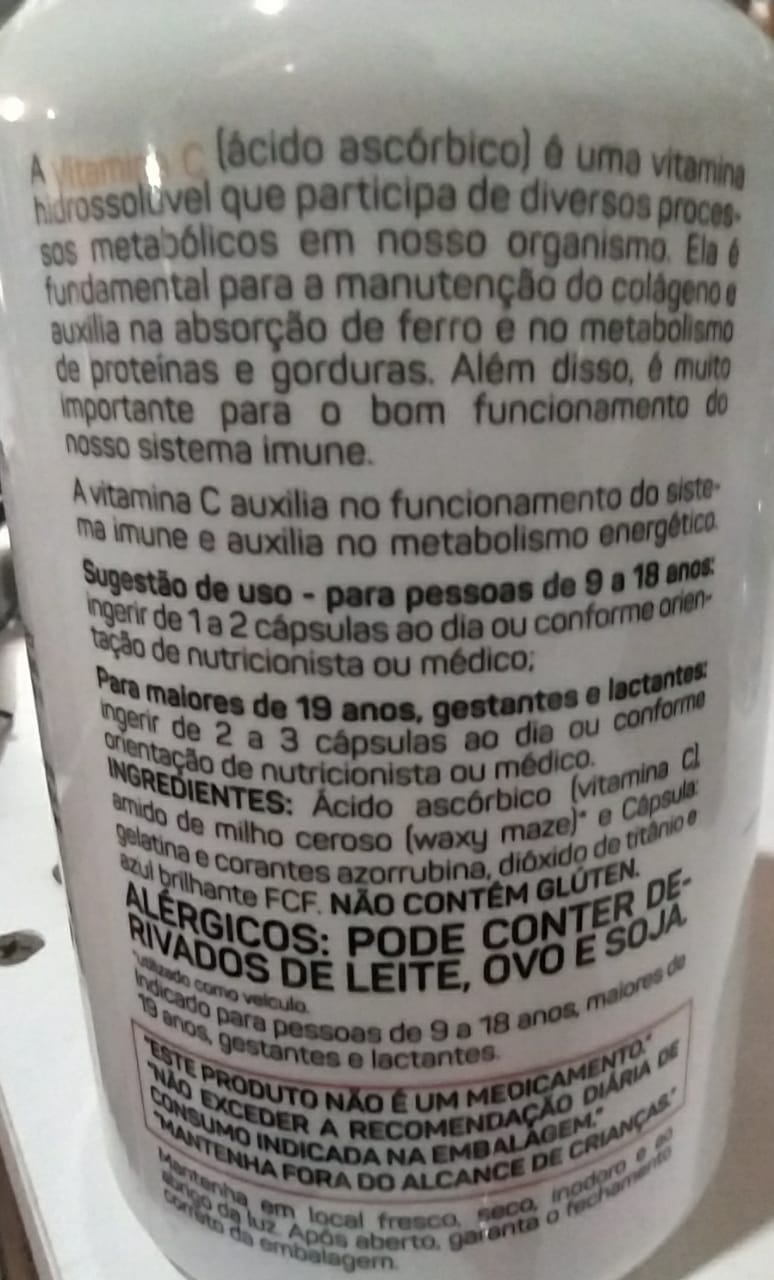 A Vitamina C (ácido ascórbico) é uma vitamina
hidrossolúvel que participa de diversos proces-
sos metabólicos em nosso organismo. Ela é
fundamental para a manutenção do colágeno e
auxilia na absorção de ferro e no metabolismo
de proteínas e gorduras. Além disso, é muito
importante para o bom funcionamento do
nosso sistema imune.
A vitamina C auxilia no funcionamento do siste-
ma imune e auxilia no metabolismo energético.
Sugestão de uso - para pessoas de 9 a 18 anos:
ingerir de 1 a 2 cápsulas ao dia ou conforme orien-
tação de nutricionista ou médico;
Para maiores de 19 anos, gestantes e lactantes:
ingerir de 2 a 3 cápsulas ao dia ou conforme
orientação de nutricionista ou médico.
INGREDIENTES: Ácido ascórbico (vitamina C),
amido de milho ceroso (waxy maze)* e Cápsula:
gelatina e corantes azorrubina, dióxido de titânio e
azul brilhante FCF. NÃO CONTÉM GLÚTEN.
ALÉRGICOS: PODE CONTER DE-
RIVADOS DE LEITE, OVO E SOJA.
*utilizado como veículo.
Indicado para pessoas de 9 a 18 anos, maiores de
19 anos, gestantes e lactantes.
"ESTE PRODUTO NÃO É UM MEDICAMENTO."
"NÃO EXCEDER A RECOMENDAÇÃO DIÁRIA DE
CONSUMO INDICADA NA EMBALAGEM."
"MANTENHA FORA DO ALCANCE DE CRIANÇAS."
Mantenha em local fresco, seco, inodoro e ao
abrigo da luz. Após aberto, garanta o fechamento
correto da embalagem.